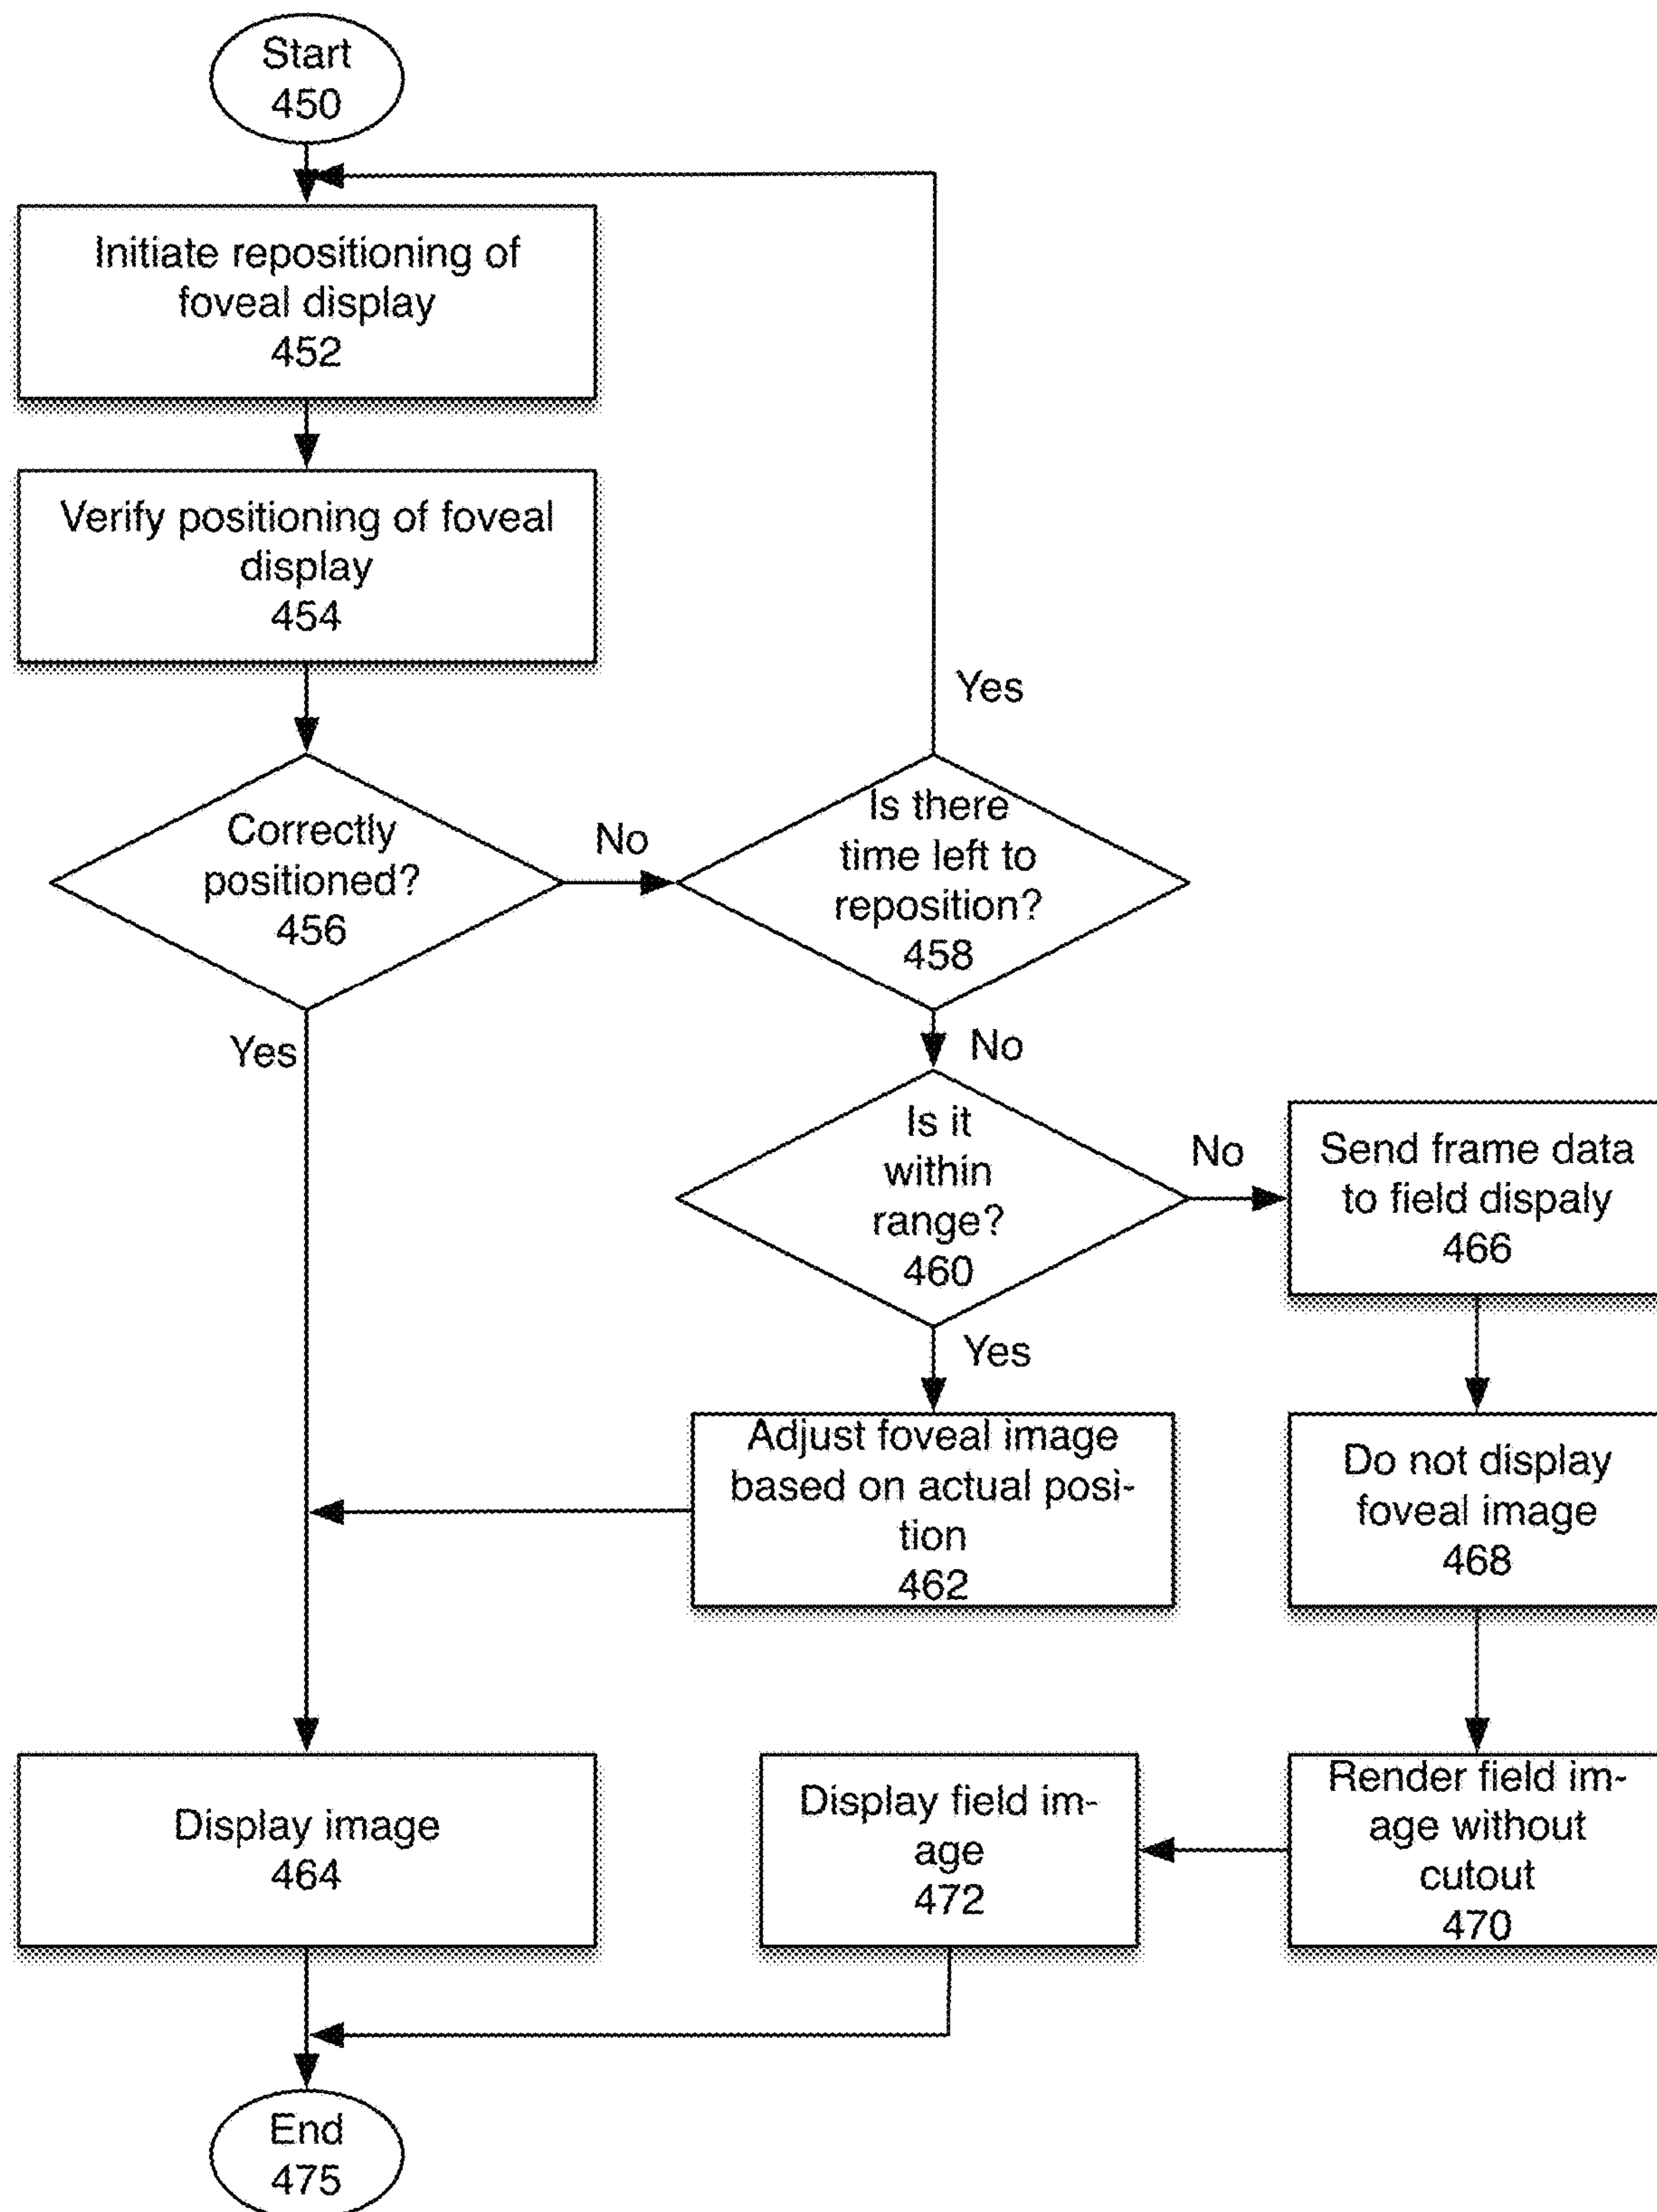 Start
450
Initiate repositioning of
foveal display
452
Verify positioning of foveal
display
454
Yes
Correctly
positioned?
456
No
Is there
time left to
reposition?
458
Yes
No
Is it
within
range?
460
No
Send frame data
to field dispaly
466
Yes
Adjust foveal image
based on actual posi-
tion
462
Do not display
foveal image
468
Display image
464
Display field im-
age
472
Render field im-
age without
cutout
470
End
475